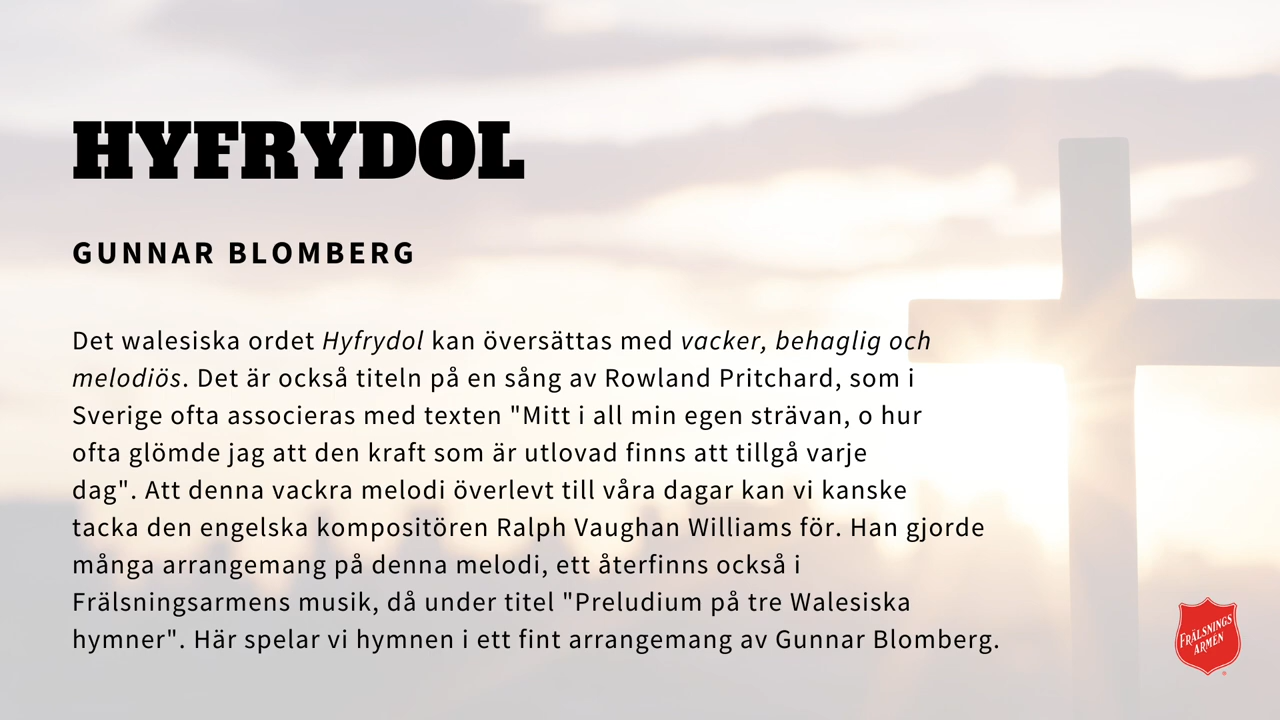 HYFRYDOL
GUNNAR BLOMBERG
Det walesiska ordet Hyfrydol kan översättas med vacker, behaglig och
melodiös. Det är också titeln på en sång av Rowland Pritchard, som i
Sverige ofta associeras med texten "Mitt i all min egen strävan, o hur
ofta glömde jag att den kraft som är utlovad finns att tillgå varje
dag". Att denna vackra melodi överlevt till våra dagar kan vi kanske
tacka den engelska kompositören Ralph Vaughan Williams för. Han gjorde
många arrangemang på denna melodi, ett återfinns också i
Frälsningsarmens musik, då under titel "Preludium på tre Walesiska
hymner". Här spelar vi hymnen i ett fint arrangemang av Gunnar Blomberg.
FRÄLSNINGS
ARMÉN